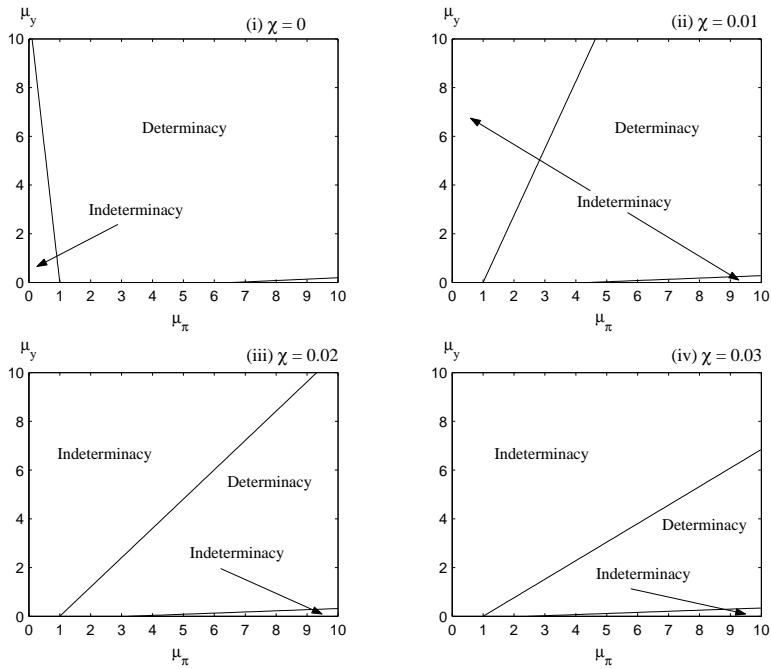 μy
(i) χ = 0
10
8
6
4
2
0
Determinacy
Indeterminacy
0 1 2 3 4 5 6 7 8 9 10
μπ
μy
(ii) χ = 0.01
10
8
6
4
2
0
Determinacy
Indeterminacy
0 1 2 3 4 5 6 7 8 9 10
μπ
μy
(iii) χ = 0.02
10
8
6
4
2
0
Indeterminacy
Determinacy
Indeterminacy
0 1 2 3 4 5 6 7 8 9 10
μπ
μy
(iv) χ = 0.03
10
8
6
4
2
0
Indeterminacy
Determinacy
Indeterminacy
0 1 2 3 4 5 6 7 8 9 10
μπ